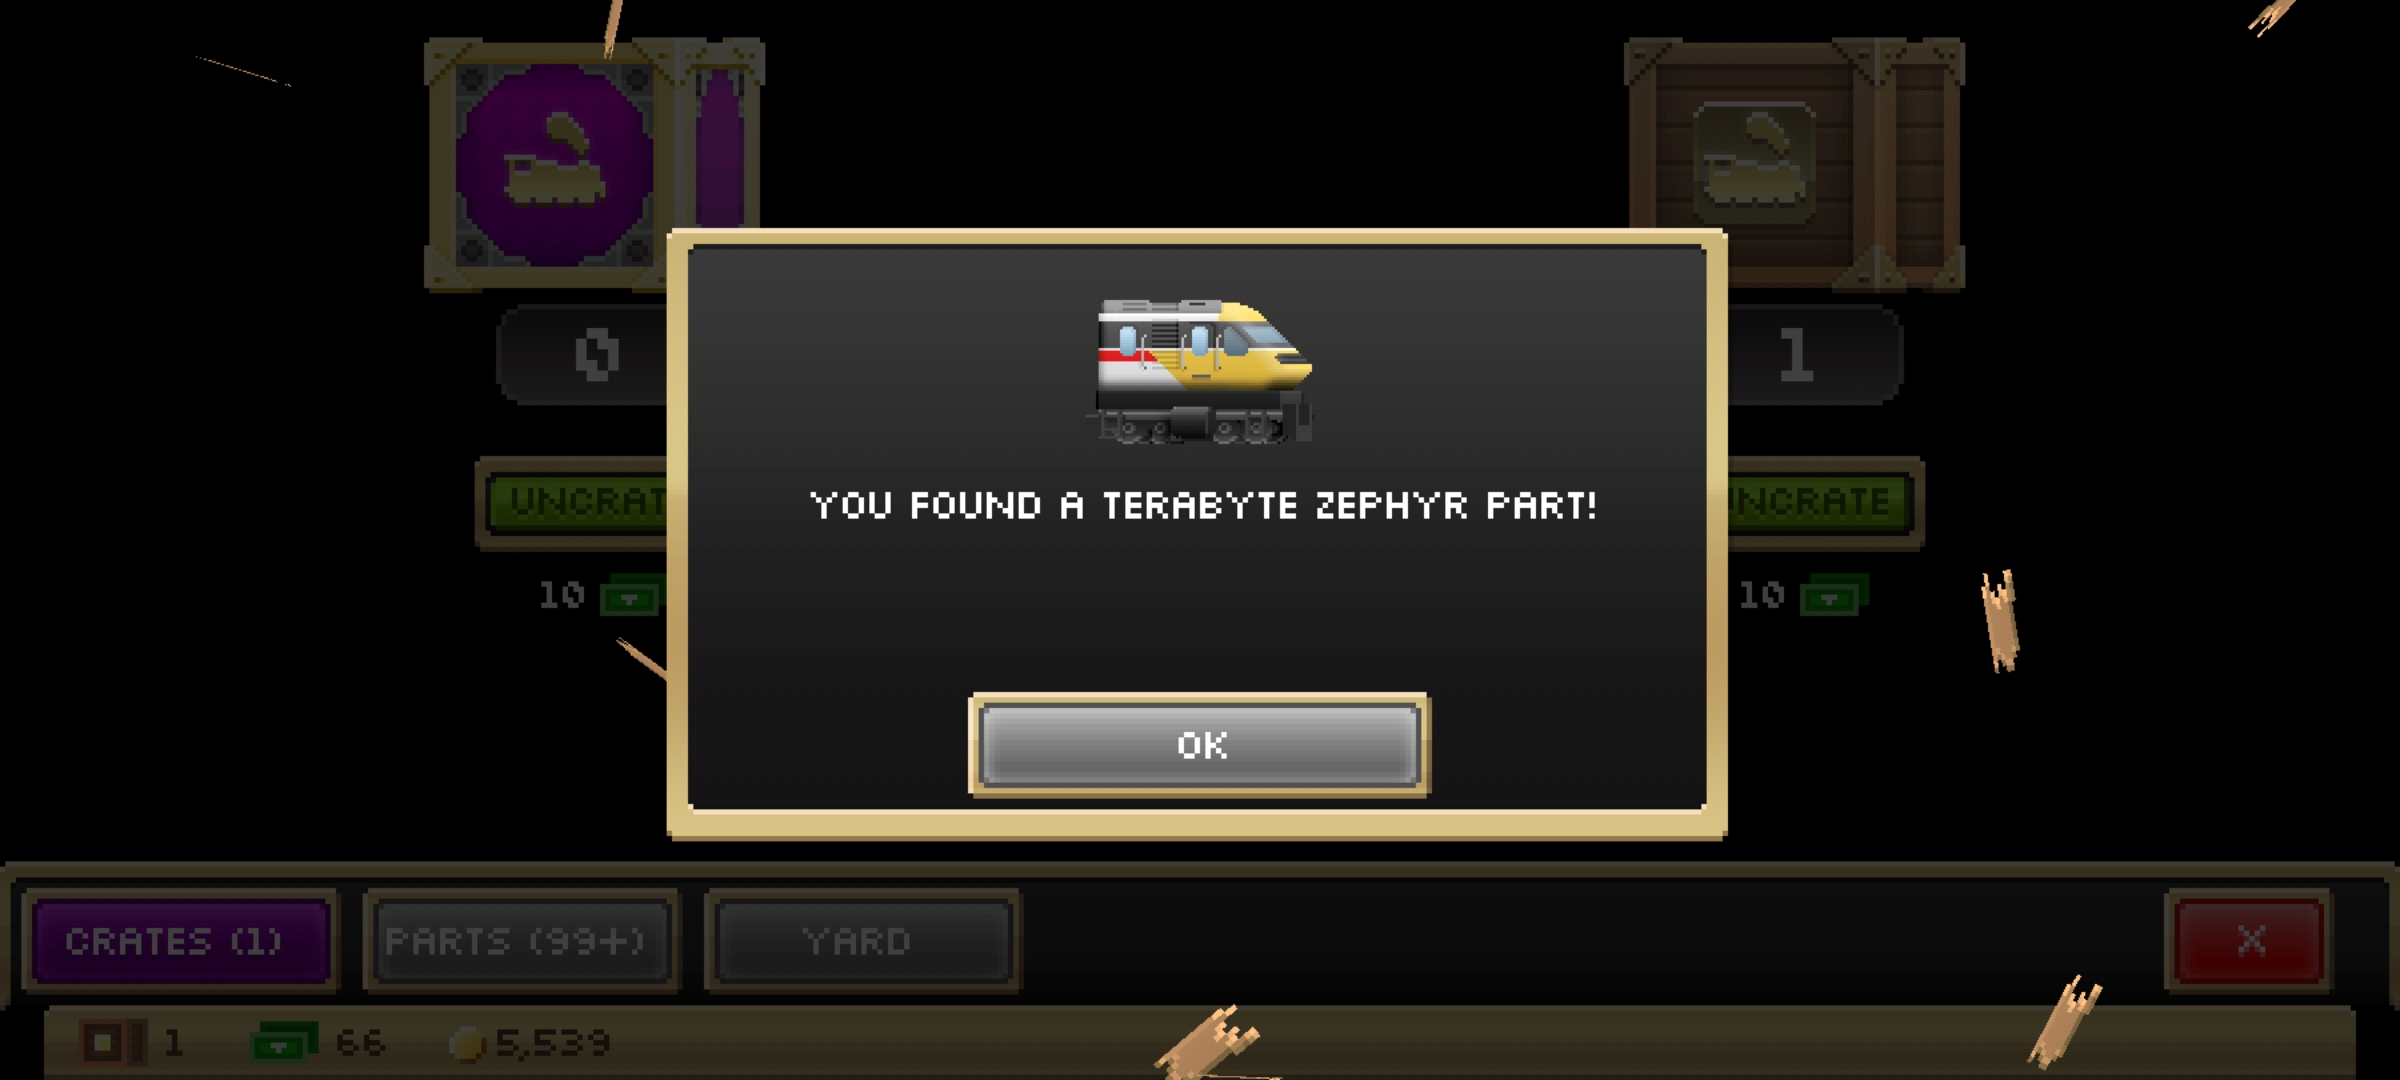 0
1
YOU FOUND A TERABYTE ZEPHYR PART!
UNCRAT
NCRATE
10
10
OK
CRATES (1)
PARTS (99+)
YARD
X
1
66
5,539